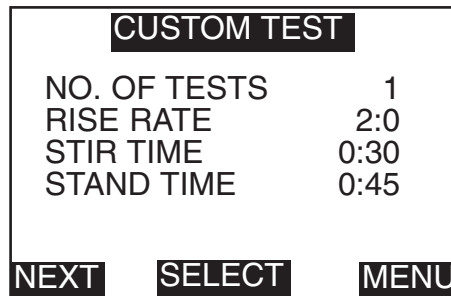 CUSTOM TEST
NO. OF TESTS 1
RISE RATE 2:0
STIR TIME 0:30
STAND TIME 0:45
NEXT SELECT MENU